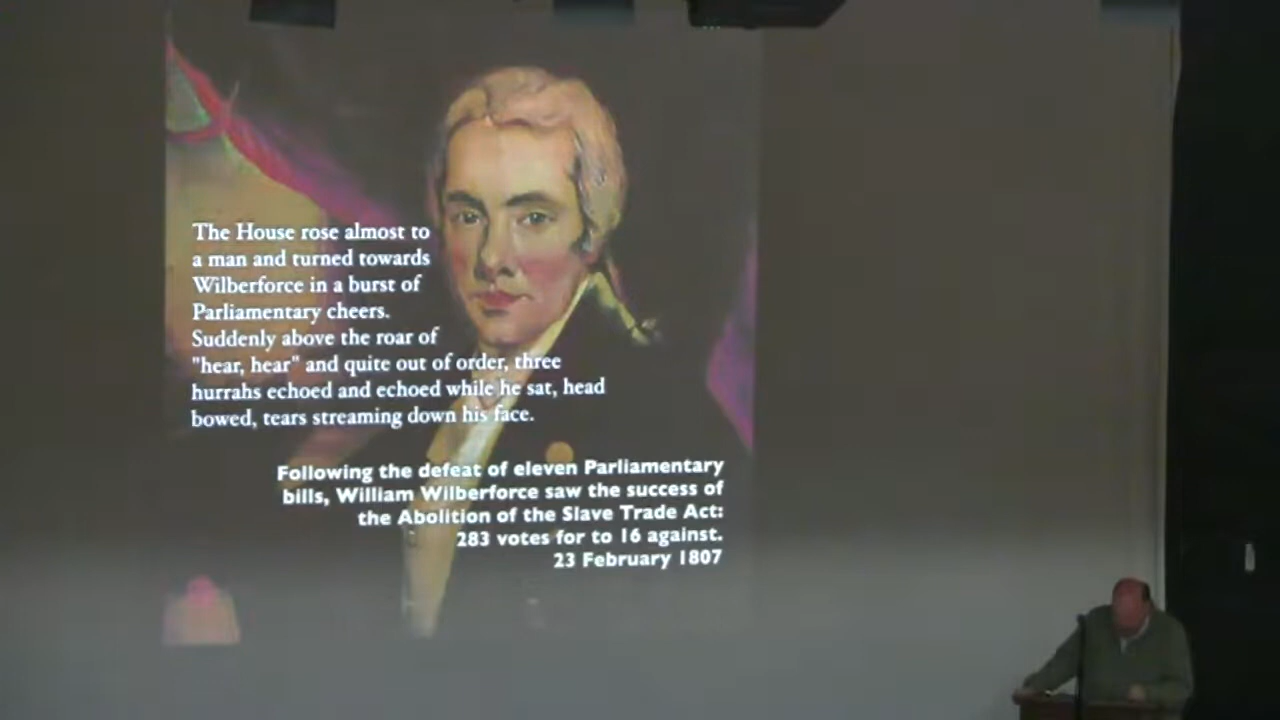 The House rose almost to
a man and turned towards
Wilberforce in a burst of
Parliamentary cheers.
Suddenly above the roar of
"hear, hear" and quite out of order, three
hurrahs echoed and echoed while he sat, head
bowed, tears streaming down his face.
Following the defeat of eleven Parliamentary
bills, William Wilberforce saw the success of
the Abolition of the Slave Trade Act:
283 votes for to 16 against.
23 February 1807